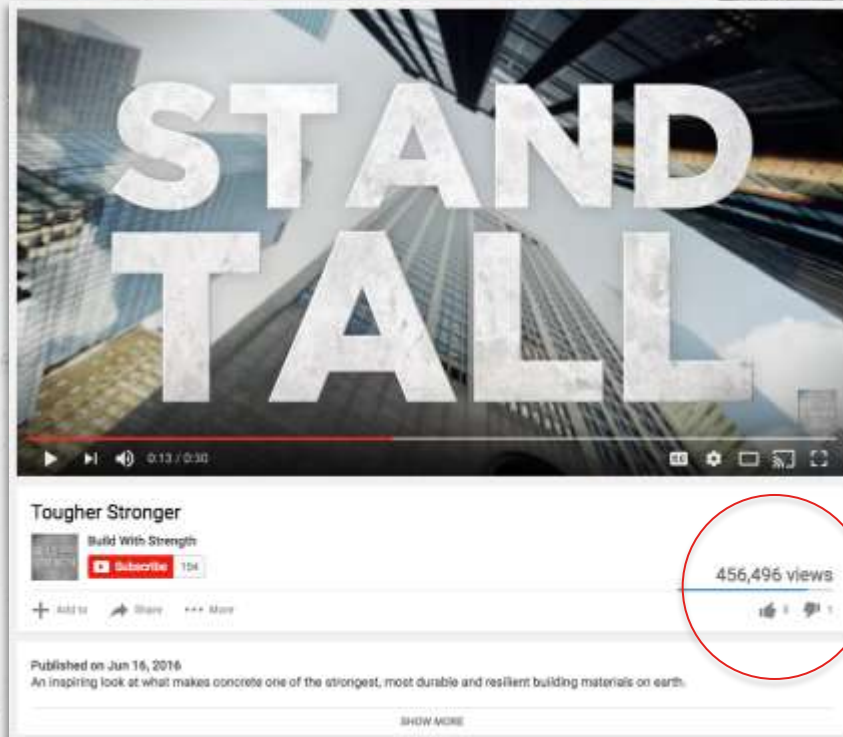 STAND
TALL
0:13 / 0:30
Tougher Stronger
Build With Strength
Subscribe 194
456,496 views
Add to Share More
Published on Jun 16, 2016
An inspiring look at what makes concrete one of the strongest, most durable and resilient building materials on earth.
SHOW MORE